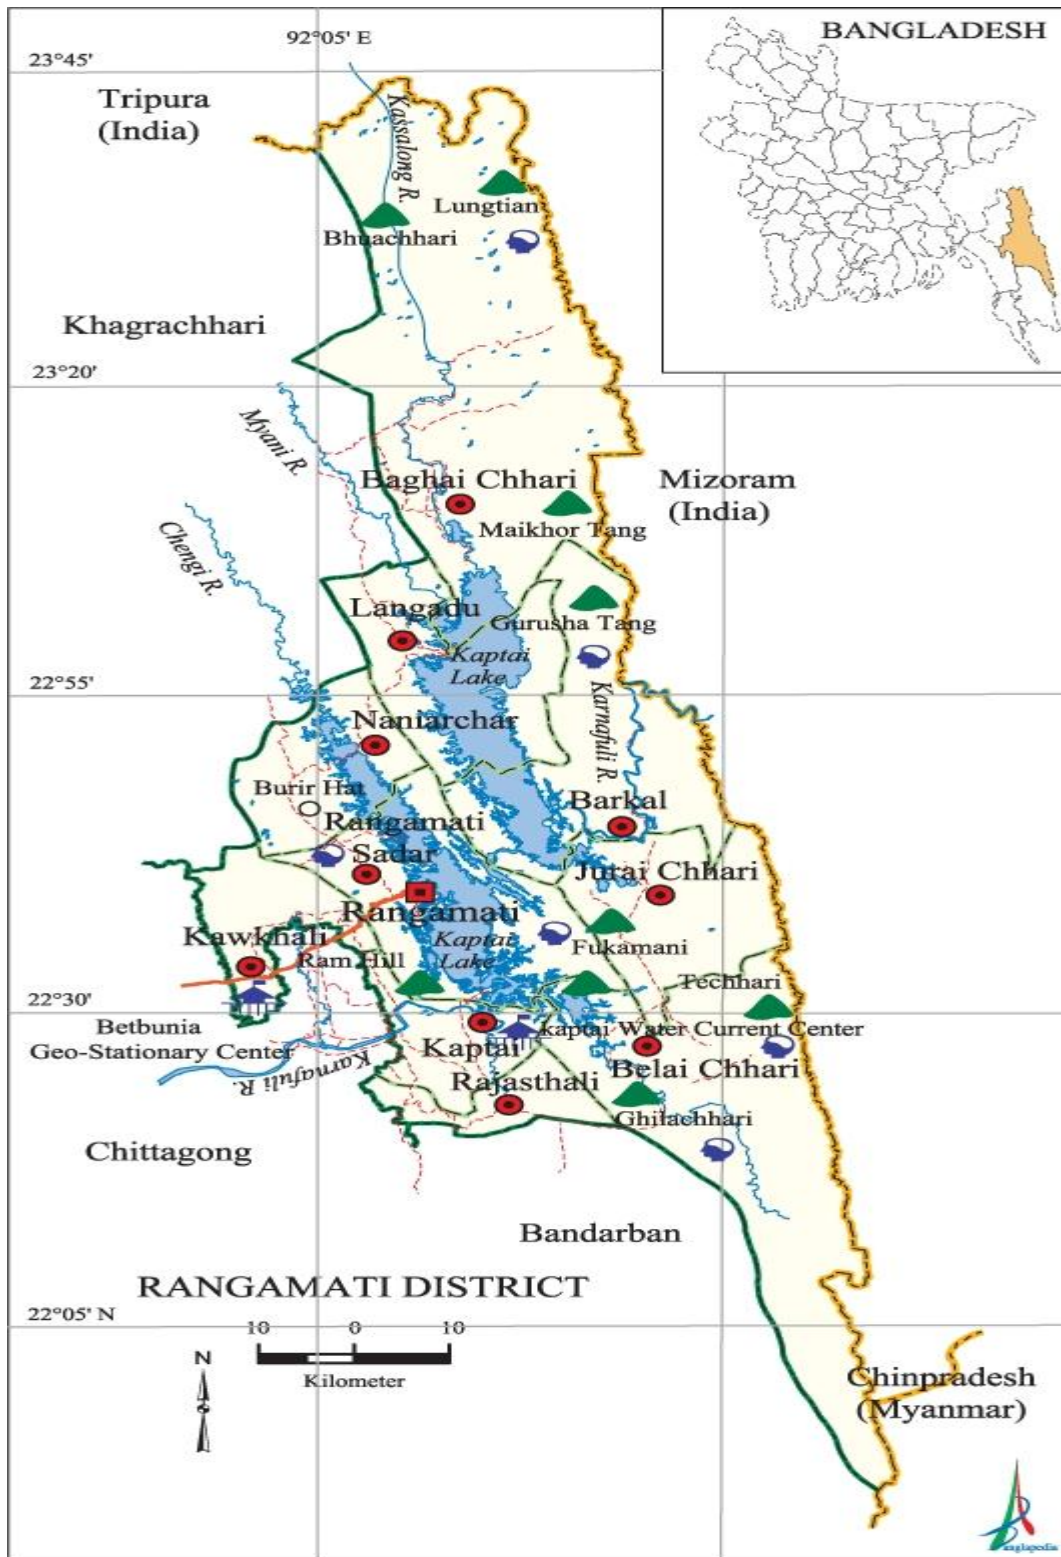 BANGLADESH
92°05' E
23°45'
Tripura
(India)
Kassalong R.
Lungtian
Bhuachhari
Khagrachhari
23°20'
Myani R.
Baghai Chhari
Mizoram
(India)
Maikhor Tang
Chengi R.
Langadu
Gurusha Tang
Kaptai
Lake
22°55'
Karnafuli R.
Naniarchar
Burir Hat
Barkal
Rangamati
Sadar
Jurai Chhari
Rangamati
Kawkhali
Kaptai
Lake
Fukamani
Ram Hill
Techhari
22°30'
Betbunia
Geo-Stationary Center
kaptai Water Current Center
Kaptai
Belai Chhari
Karnafuli R.
Rajasthali
Ghilachhari
Chittagong
Bandarban
RANGAMATI DISTRICT
22°05' N
10 0 10
Kilometer
N
Chinpradesh
(Myanmar)
anglapedia